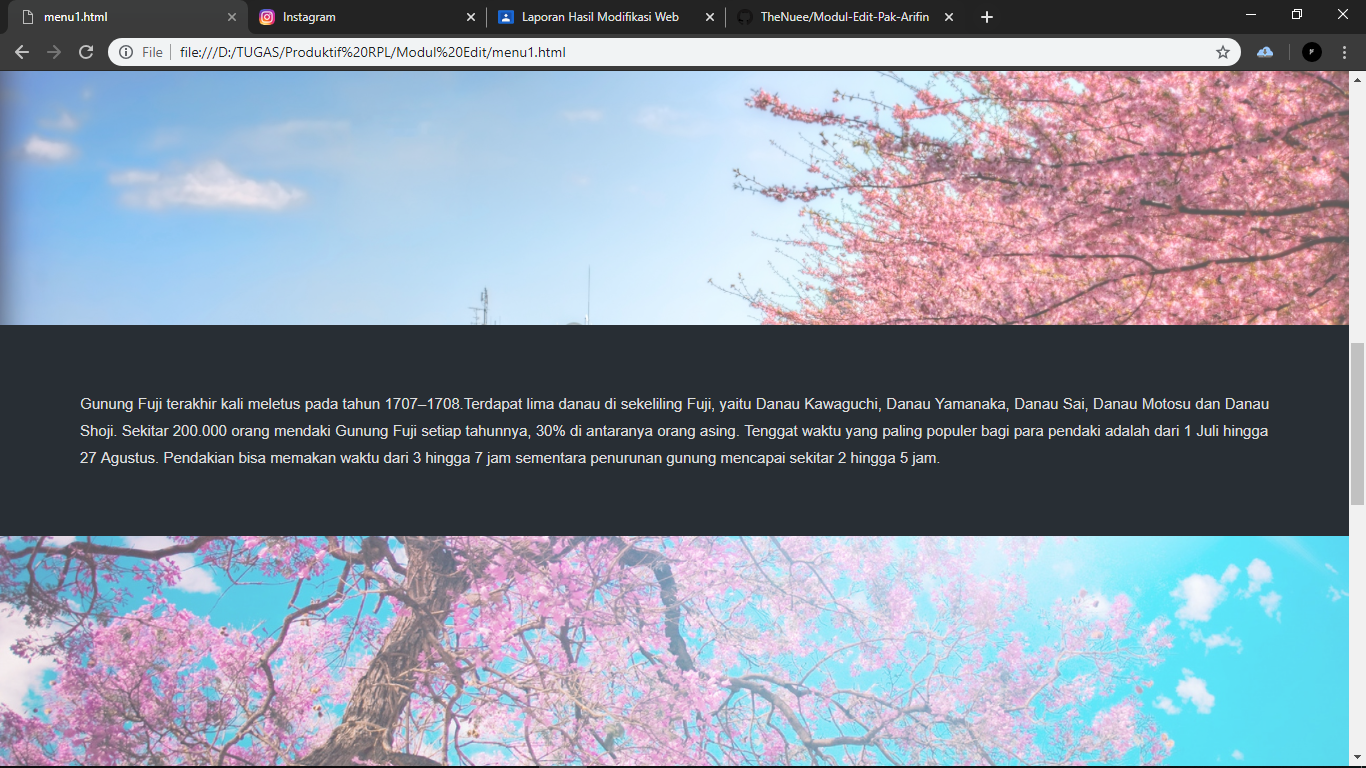 menu1.html
Instagram
Laporan Hasil Modifikasi Web
TheNuee/Modul-Edit-Pak-Arifin
File
file:///D:/TUGAS/Produktif%20RPL/Modul%20Edit/menu1.html
Gunung Fuji terakhir kali meletus pada tahun 1707–1708.Terdapat lima danau di sekeliling Fuji, yaitu Danau Kawaguchi, Danau Yamanaka, Danau Sai, Danau Motosu dan Danau
Shoji. Sekitar 200.000 orang mendaki Gunung Fuji setiap tahunnya, 30% di antaranya orang asing. Tenggat waktu yang paling populer bagi para pendaki adalah dari 1 Juli hingga
27 Agustus. Pendakian bisa memakan waktu dari 3 hingga 7 jam sementara penurunan gunung mencapai sekitar 2 hingga 5 jam.